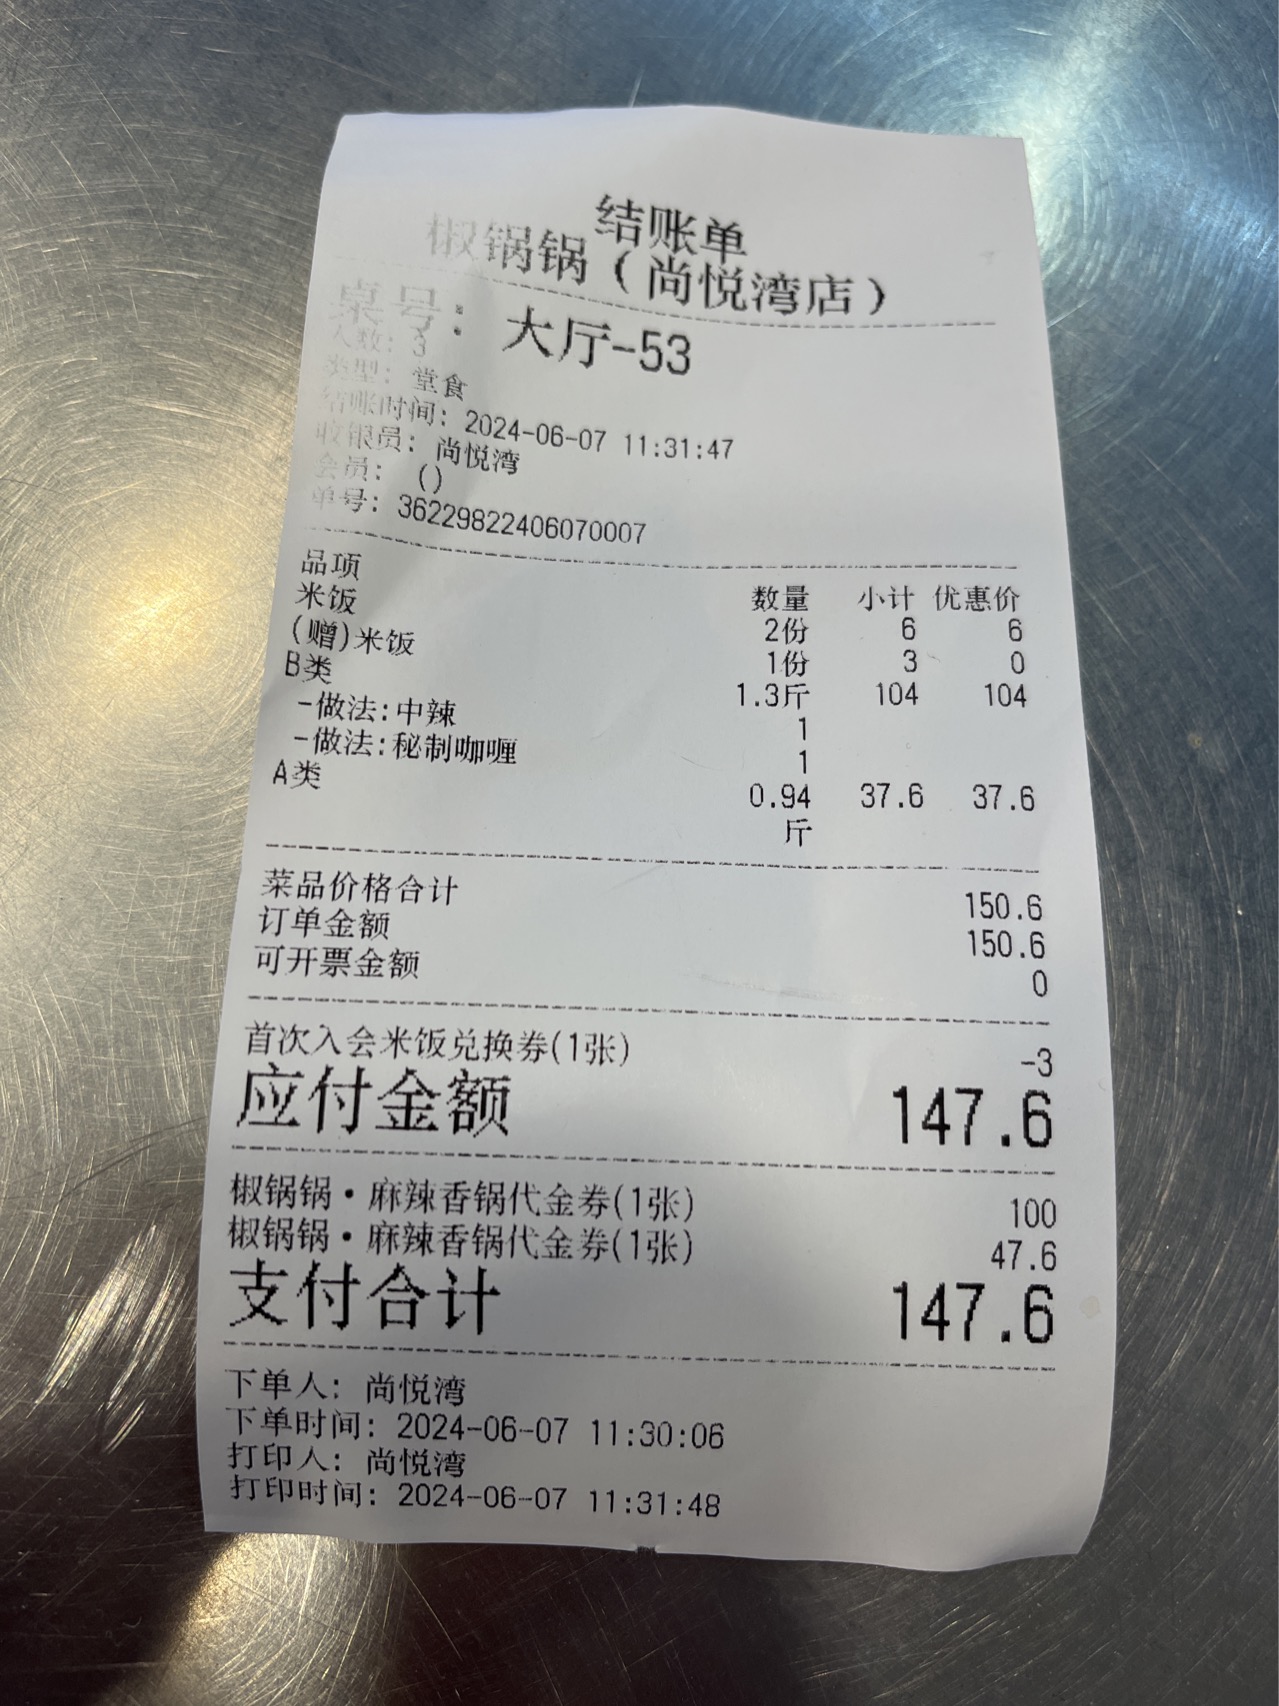 结账单
椒锅锅（尚悦湾店）
桌号：大厅-53
人数：3
类型：堂食
结账时间：2024-06-07 11:31:47
收银员：尚悦湾
会员：()
单号：36229822406070007
品项 数量 小计 优惠价
米饭 2份 6 6
(赠)米饭 1份 3 0
B类 1.3斤 104 104
-做法:中辣 1
-做法:秘制咖喱 1
A类 0.94 37.6 37.6
斤
菜品价格合计 150.6
订单金额 150.6
可开票金额 0
首次入会米饭兑换券(1张) -3
应付金额 147.6
椒锅锅•麻辣香锅代金券(1张) 100
椒锅锅•麻辣香锅代金券(1张) 47.6
支付合计 147.6
下单人：尚悦湾
下单时间：2024-06-07 11:30:06
打印人：尚悦湾
打印时间：2024-06-07 11:31:48